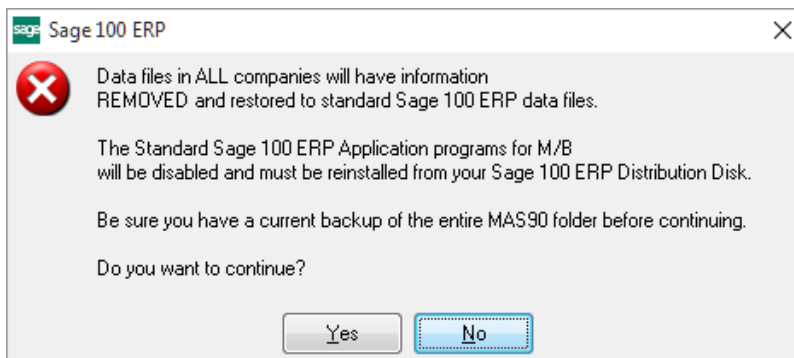 sage Sage 100 ERP
Data files in ALL companies will have information
REMOVED and restored to standard Sage 100 ERP data files.
The Standard Sage 100 ERP Application programs for M/B
will be disabled and must be reinstalled from your Sage 100 ERP Distribution Disk.
Be sure you have a current backup of the entire MAS90 folder before continuing.
Do you want to continue?
Yes No